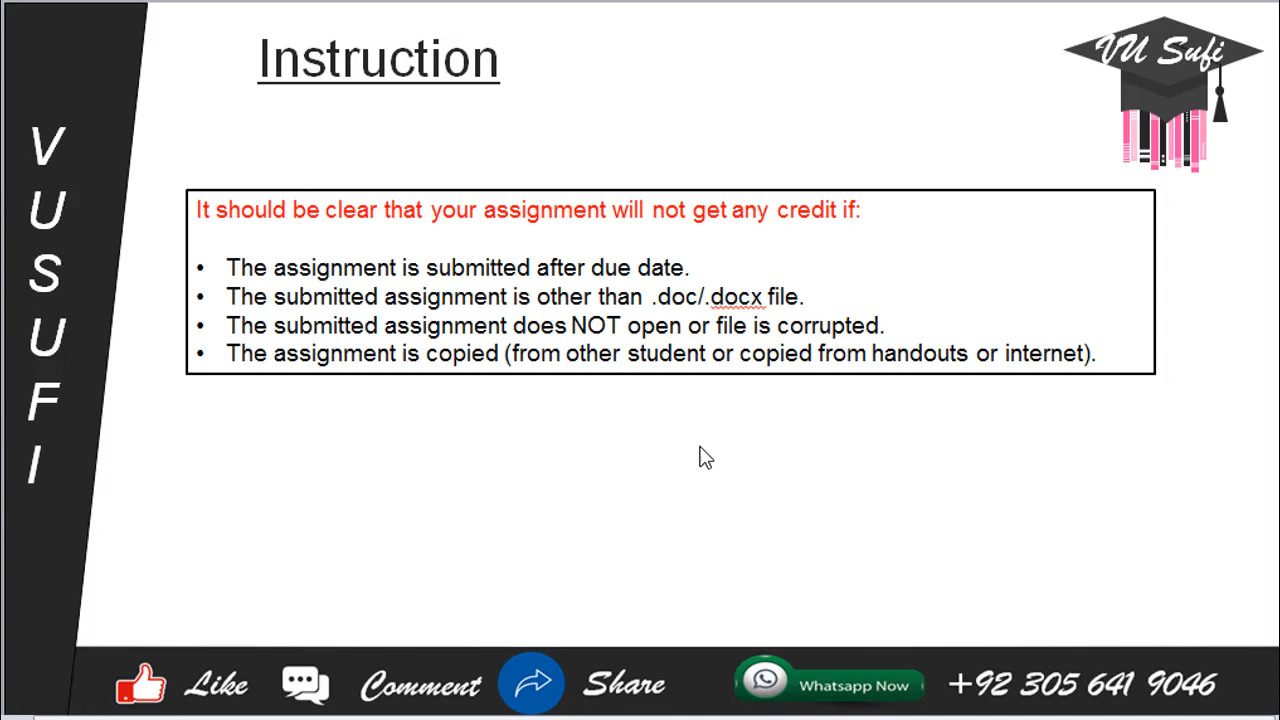 Instruction
VU Sufi
V
U
S
U
F
I
It should be clear that your assignment will not get any credit if:
• The assignment is submitted after due date.
• The submitted assignment is other than .doc/.docx file.
• The submitted assignment does NOT open or file is corrupted.
• The assignment is copied (from other student or copied from handouts or internet).
Like Comment Share Whatsapp Now +92 305 641 9046